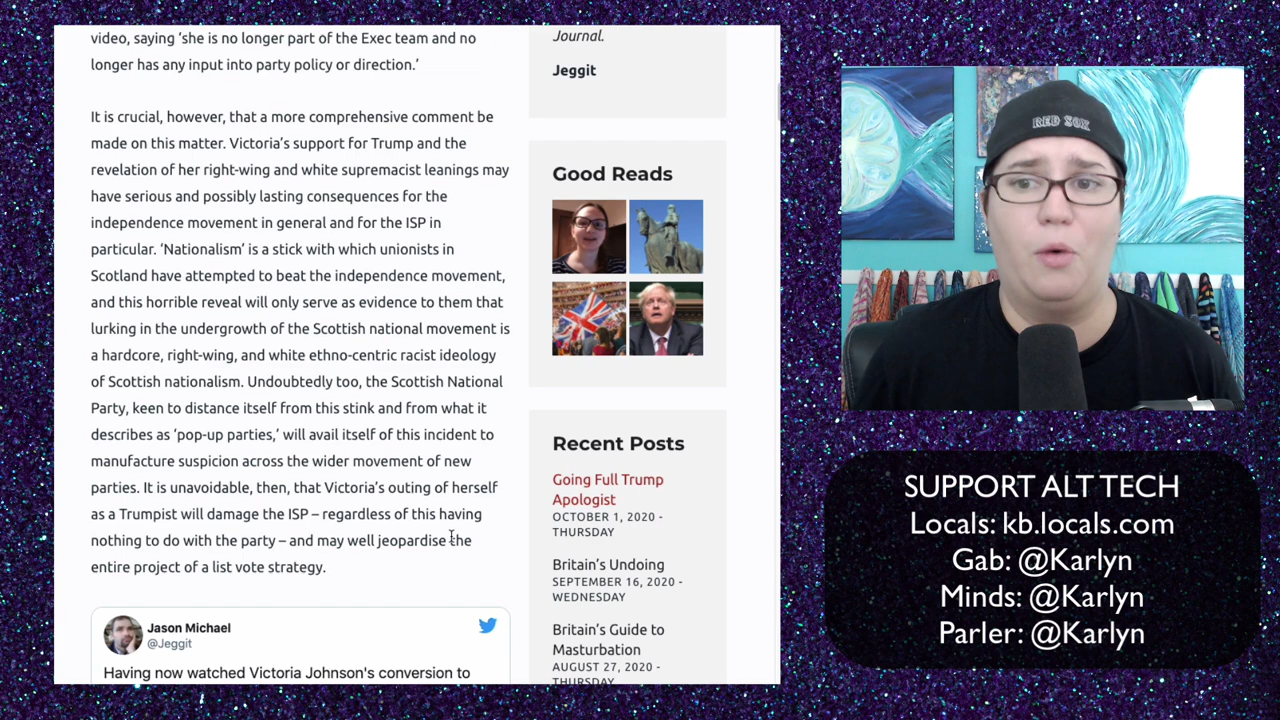 video, saying ‘she is no longer part of the Exec team and no
longer has any input into party policy or direction.’
It is crucial, however, that a more comprehensive comment be
made on this matter. Victoria’s support for Trump and the
revelation of her right-wing and white supremacist leanings may
have serious and possibly lasting consequences for the
independence movement in general and for the ISP in
particular. ‘Nationalism’ is a stick with which unionists in
Scotland have attempted to beat the independence movement,
and this horrible reveal will only serve as evidence to them that
lurking in the undergrowth of the Scottish national movement is
a hardcore, right-wing, and white ethno-centric racist ideology
of Scottish nationalism. Undoubtedly too, the Scottish National
Party, keen to distance itself from this stink and from what it
describes as ‘pop-up parties,’ will avail itself of this incident to
manufacture suspicion across the wider movement of new
parties. It is unavoidable, then, that Victoria’s outing of herself
as a Trumpist will damage the ISP – regardless of this having
nothing to do with the party – and may well jeopardise the
entire project of a list vote strategy.
Jason Michael
@Jeggit
Having now watched Victoria Johnson's conversion to
Journal.
Jeggit
Good Reads
Recent Posts
Going Full Trump
Apologist
OCTOBER 1, 2020 -
THURSDAY
Britain’s Undoing
SEPTEMBER 16, 2020 -
WEDNESDAY
Britain’s Guide to
Masturbation
AUGUST 27, 2020 -
THURSDAY
RED SOX
SUPPORT ALT TECH
Locals: kb.locals.com
Gab: @Karlyn
Minds: @Karlyn
Parler: @Karlyn